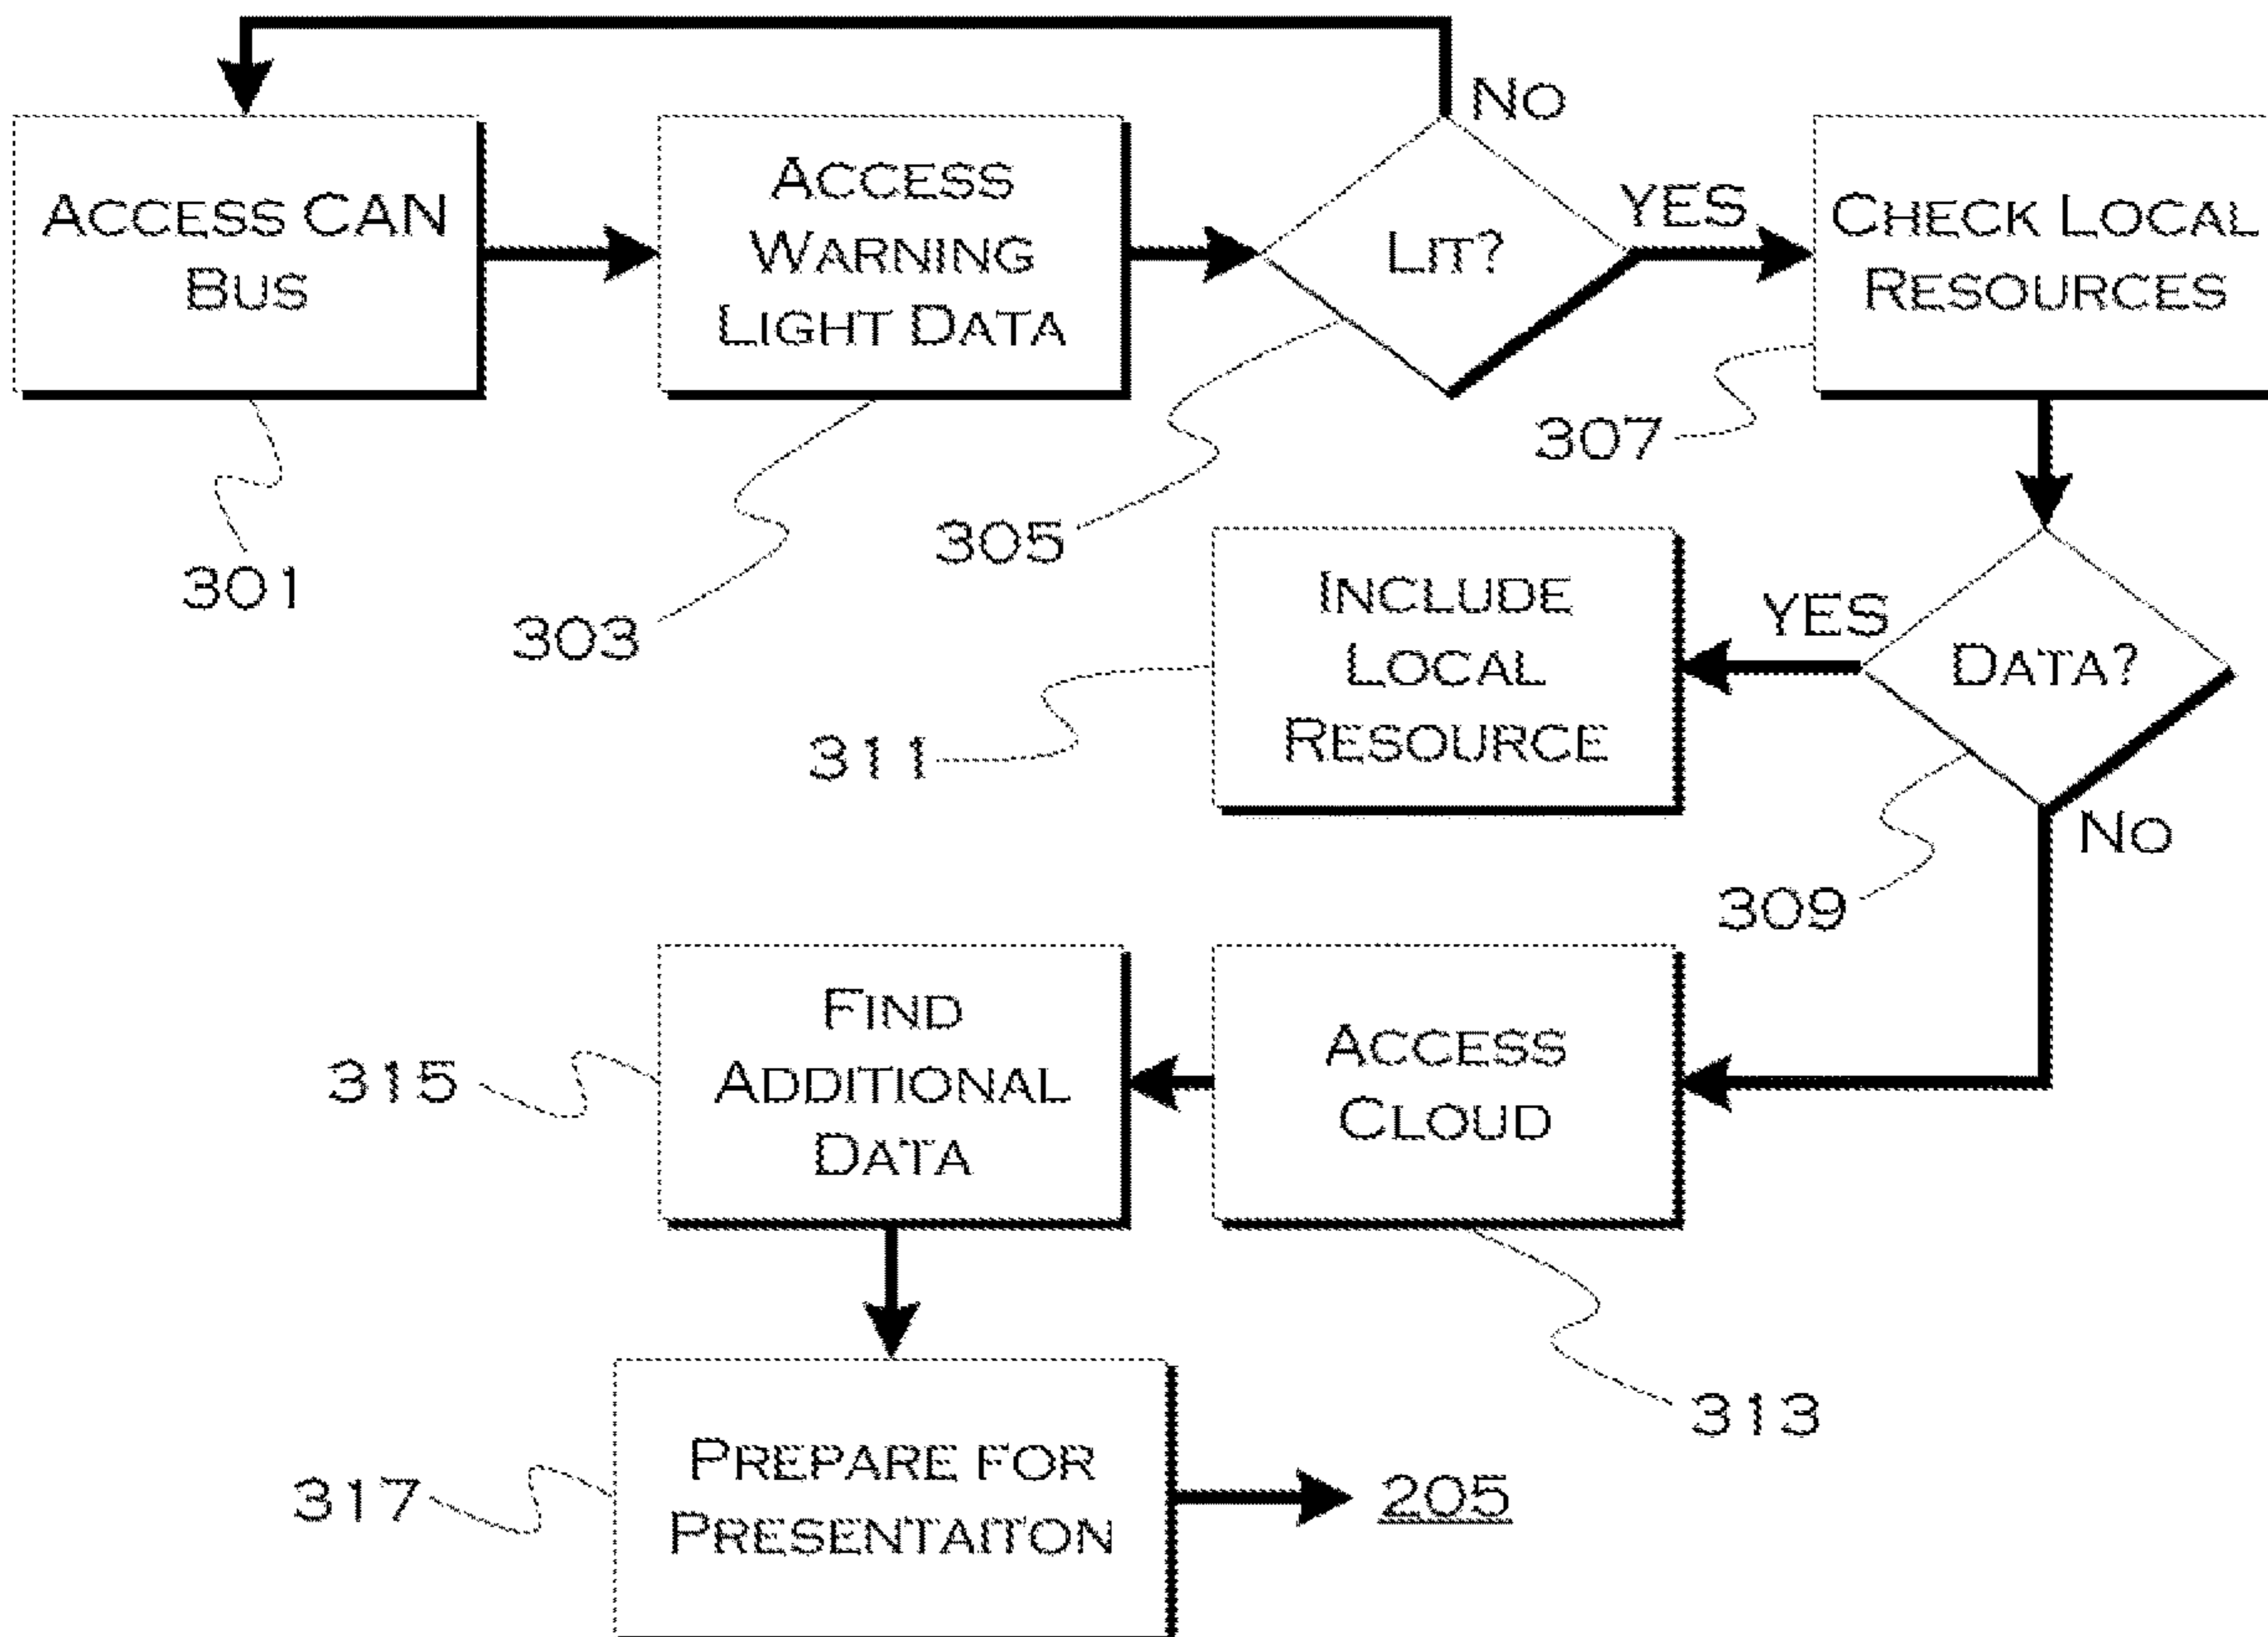 No
Access CAN
Bus
Access
Warning
Light Data
Lit?
YES
Check Local
Resources
301
303
305
307
Include
Local
Resource
YES
Data?
311
No
309
Find
Additional
Data
315
Access
Cloud
313
Prepare for
Presentaiton
317
205